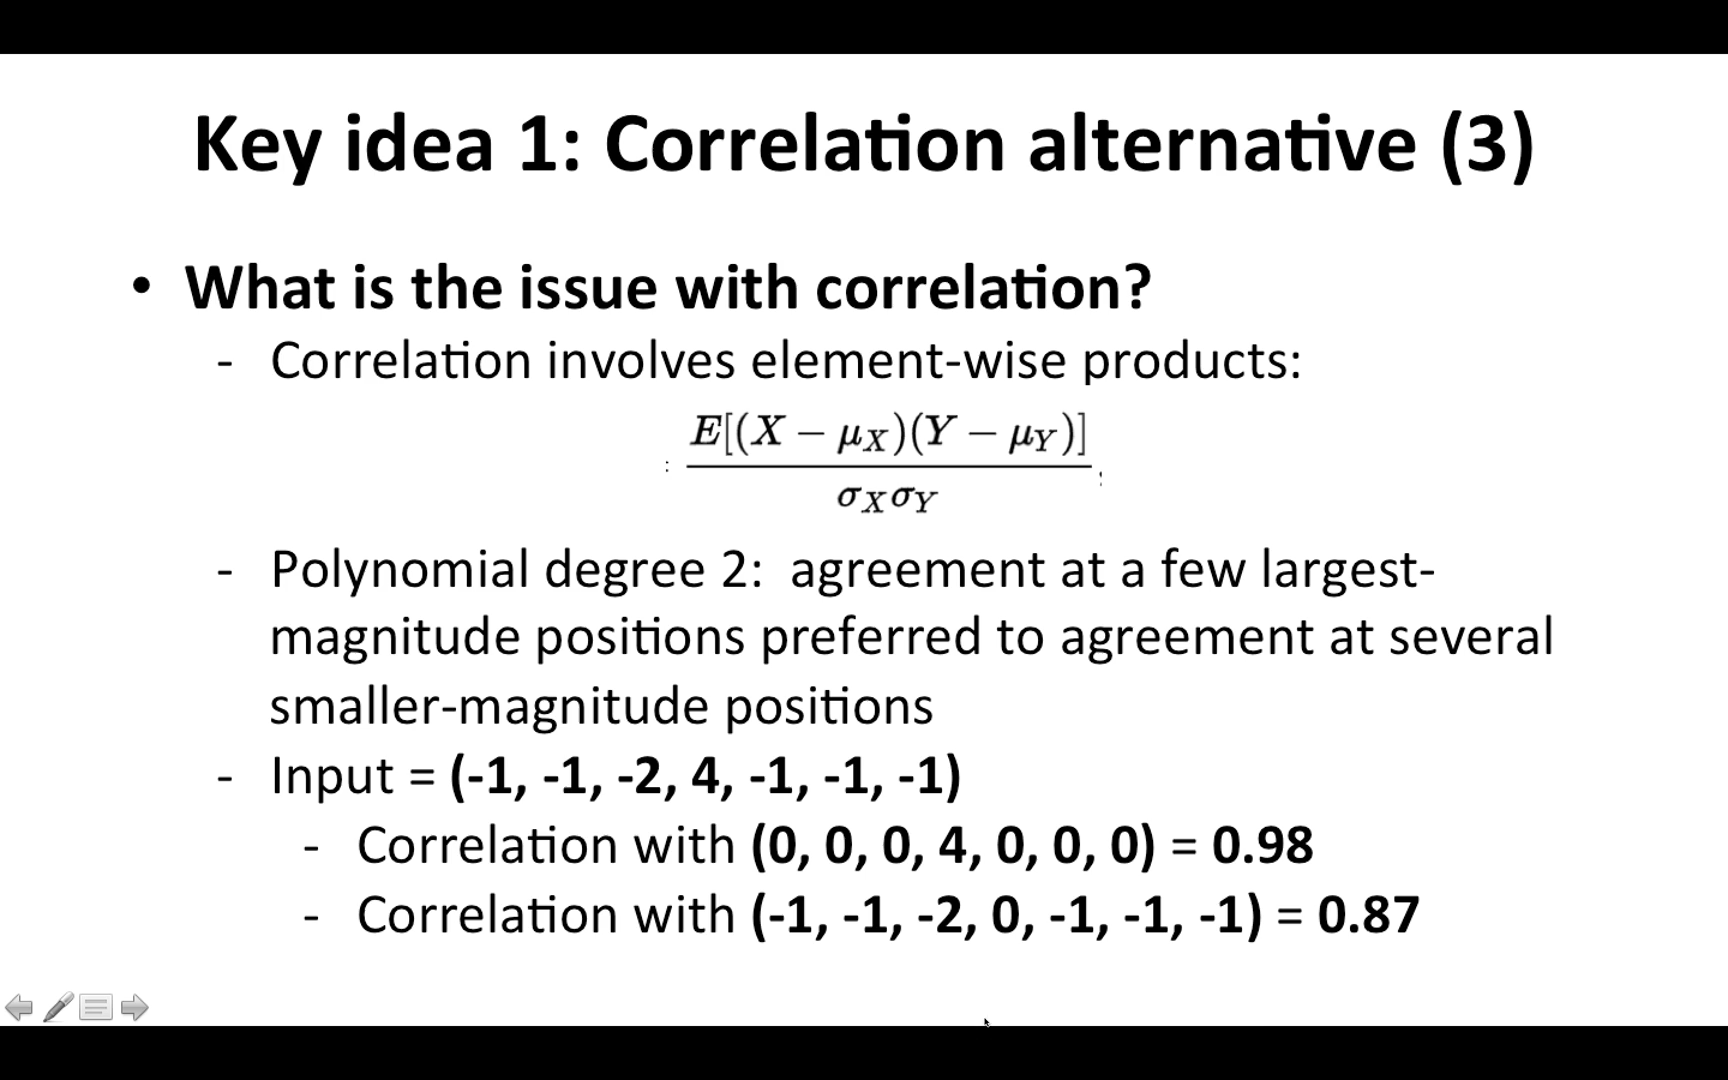 Key idea 1: Correlation alternative (3)
• What is the issue with correlation?
- Correlation involves element-wise products:
E[(X − μX)(Y − μY)]
σXσY
- Polynomial degree 2: agreement at a few largest-
magnitude positions preferred to agreement at several
smaller-magnitude positions
- Input = (-1, -1, -2, 4, -1, -1, -1)
- Correlation with (0, 0, 0, 4, 0, 0, 0) = 0.98
- Correlation with (-1, -1, -2, 0, -1, -1, -1) = 0.87